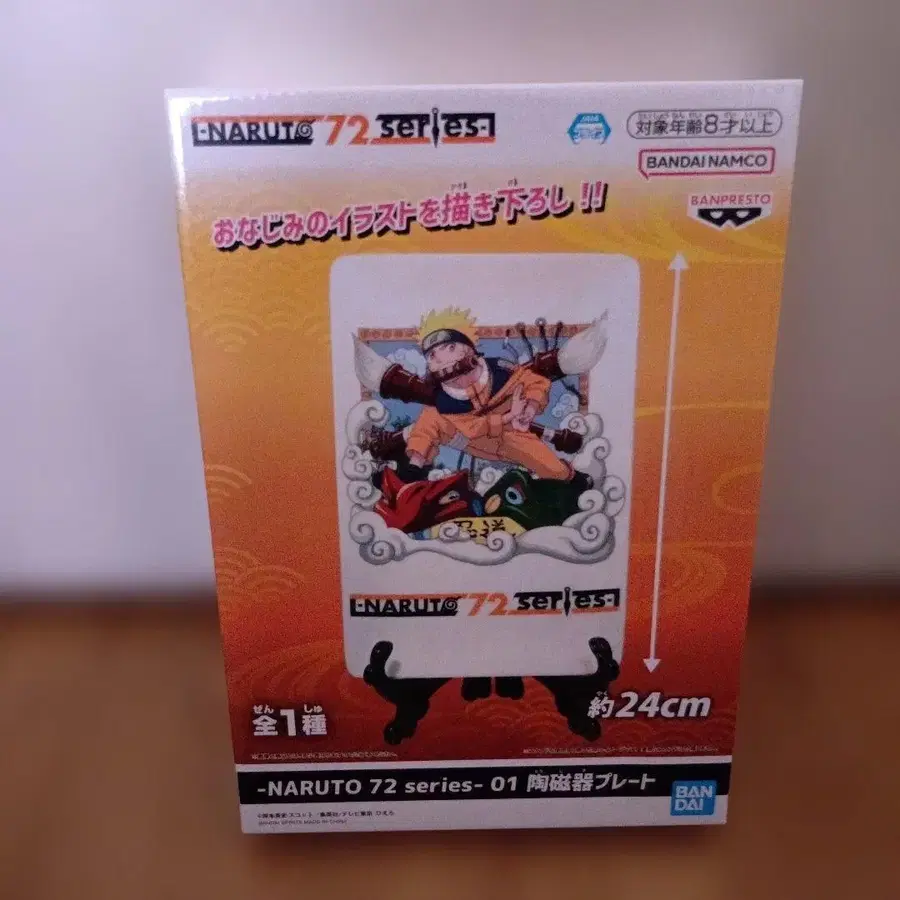 -NARUTO 72 series-
対象年齢8才以上
BANDAI NAMCO
BANPRESTO
おなじみのイラストを描き下ろし!!
-NARUTO 72 series-
約24cm
全1種
-NARUTO 72 series- 01 陶磁器プレート
BAN
DAI